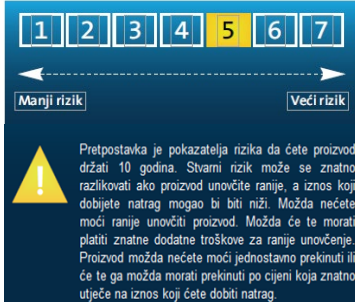 1 2 3 4 5 6 7
Manji rizik Veći rizik
Pretpostavka je pokazatelja rizika da ćete proizvod
držati 10 godina. Stvarni rizik može se znatno
razlikovati ako proizvod unovčite ranije, a iznos koji
dobijete natrag mogao bi biti niži. Možda nećete
moći ranije unovčiti proizvod. Možda će te morati
platiti znatne dodatne troškove za ranije unovčenje.
Proizvod možda nećete moći jednostavno prekinuti ili
će te ga možda morati prekinuti po cijeni koja znatno
utječe na iznos koji ćete dobiti natrag.